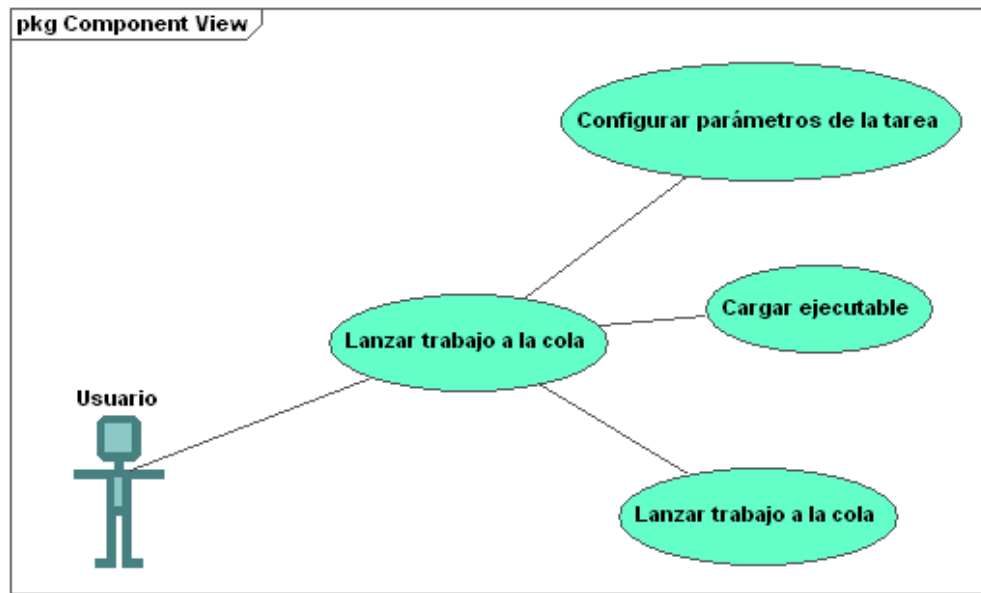 pkg Component View
Configurar parámetros de la tarea
Cargar ejecutable
Lanzar trabajo a la cola
Usuario
Lanzar trabajo a la cola